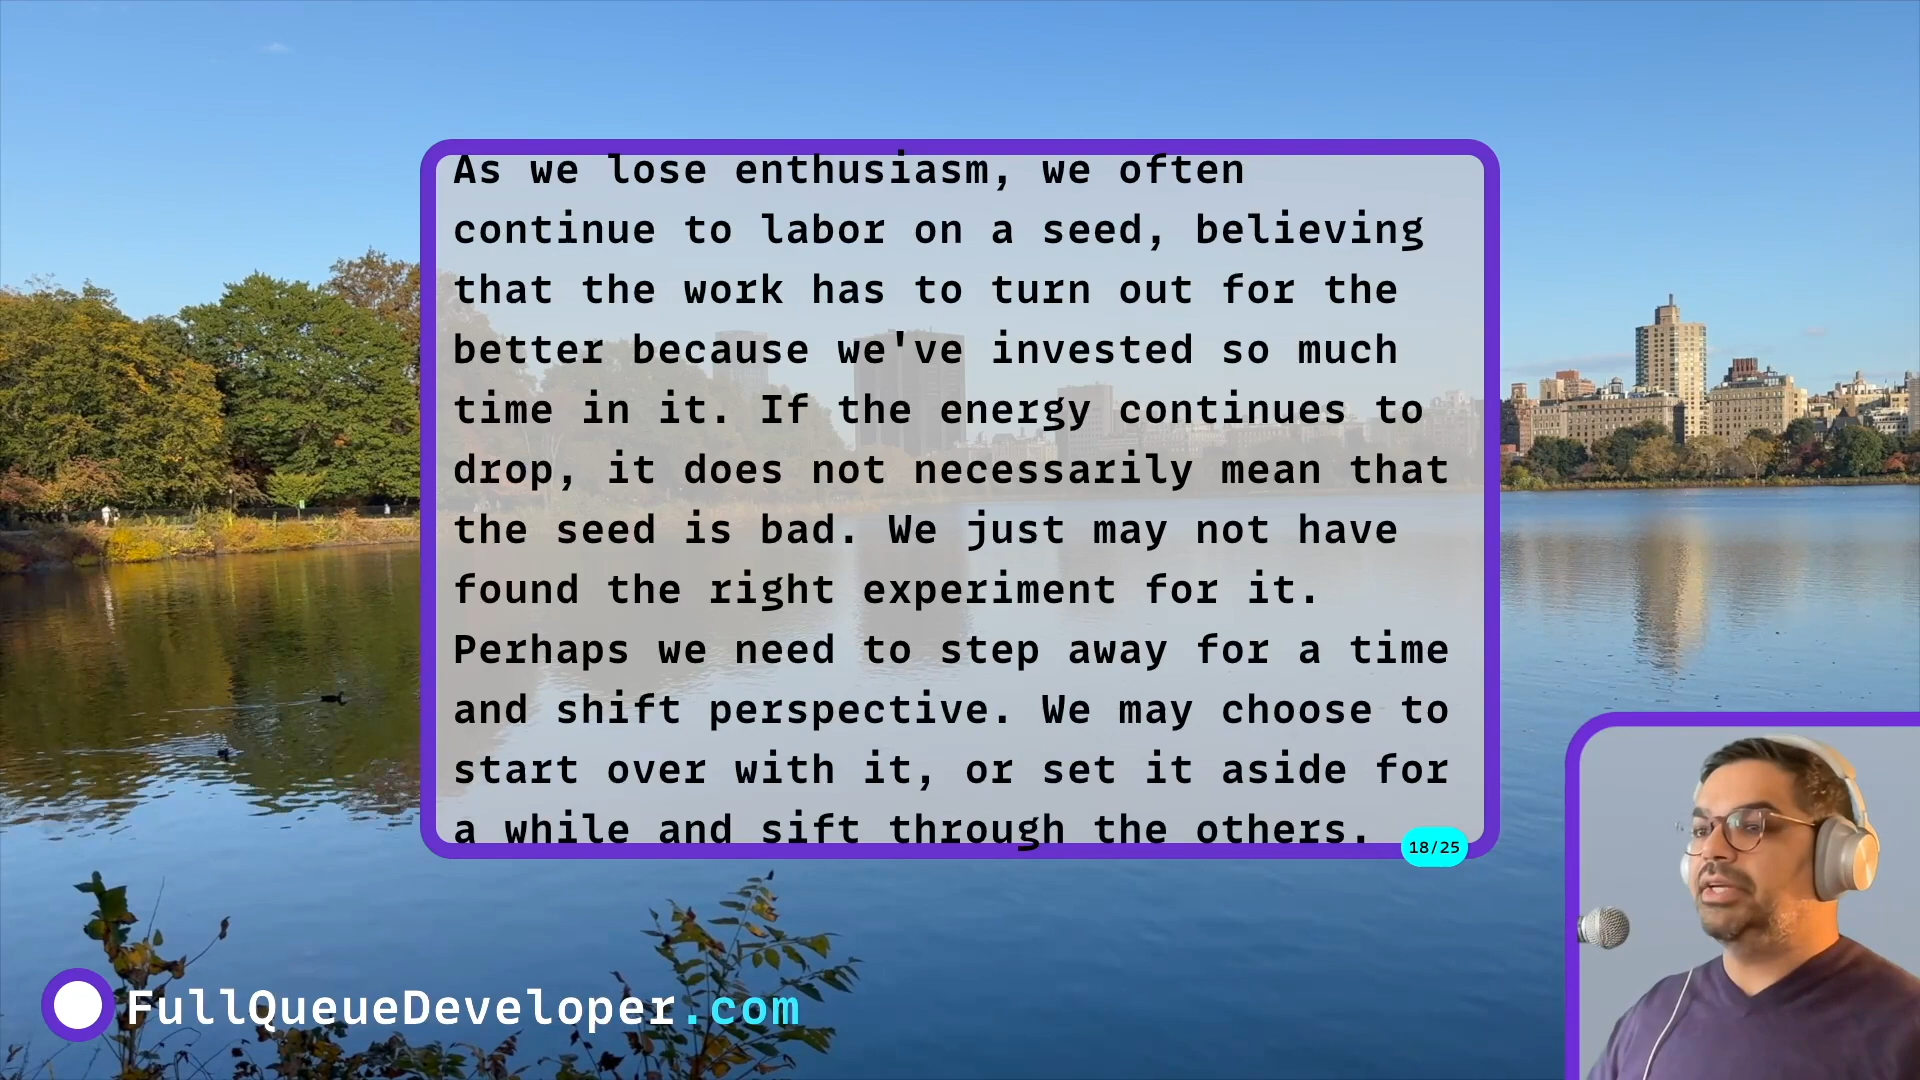 As we lose enthusiasm, we often
continue to labor on a seed, believing
that the work has to turn out for the
better because we've invested so much
time in it. If the energy continues to
drop, it does not necessarily mean that
the seed is bad. We just may not have
found the right experiment for it.
Perhaps we need to step away for a time
and shift perspective. We may choose to
start over with it, or set it aside for
a while and sift through the others.
18/25
FullQueueDeveloper.com